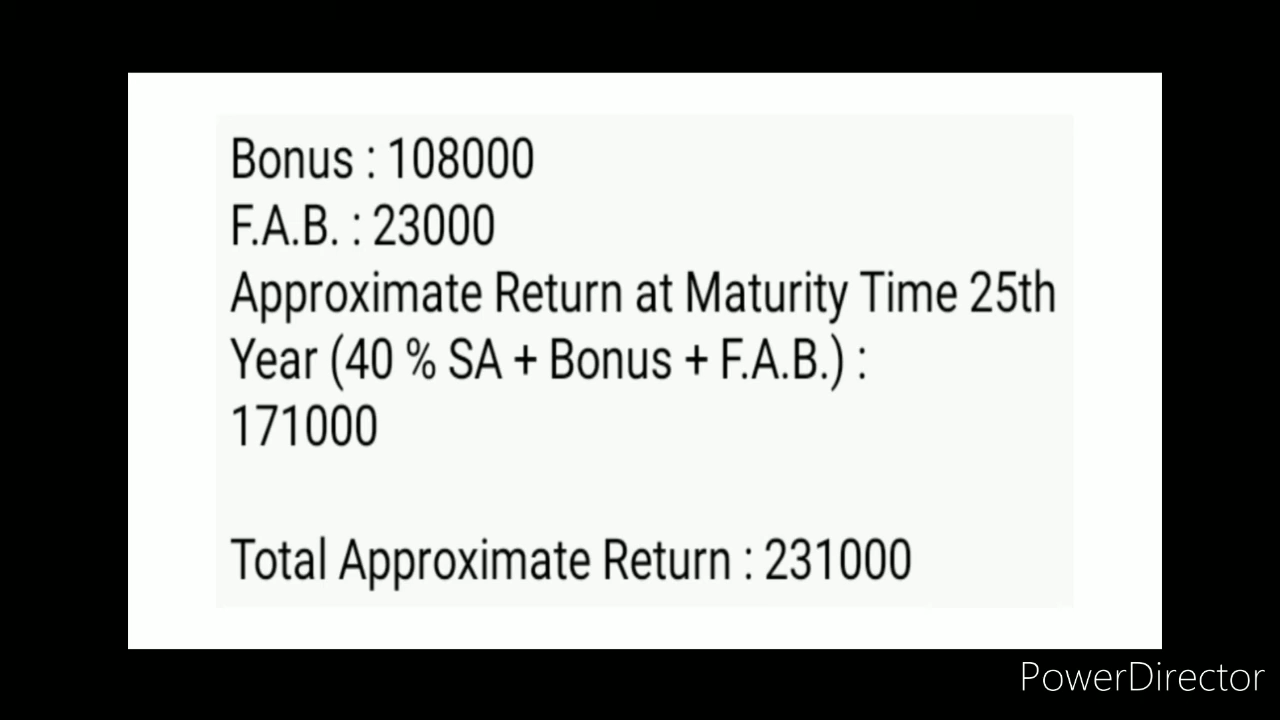 Bonus : 108000
F.A.B. : 23000
Approximate Return at Maturity Time 25th
Year (40 % SA + Bonus + F.A.B.) :
171000
Total Approximate Return : 231000
PowerDirector